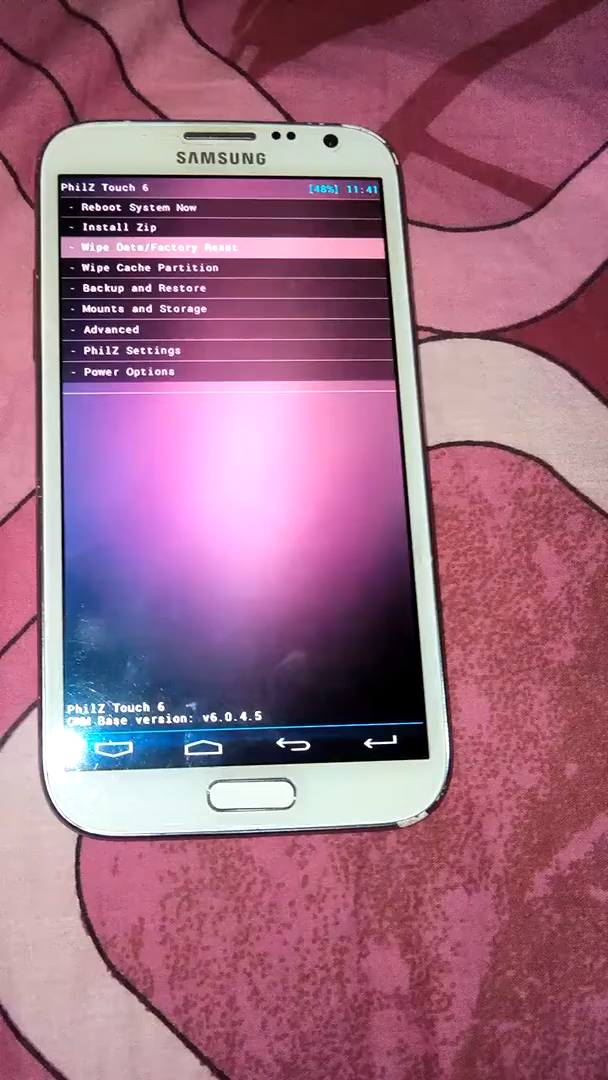 SAMSUNG
PhilZ Touch 6 [48%] 11:41
- Reboot System Now
- Install Zip
- Wipe Data/Factory Reset
- Wipe Cache Partition
- Backup and Restore
- Mounts and Storage
- Advanced
- PhilZ Settings
- Power Options
PhilZ Touch 6
CWM Base version: v6.0.4.5